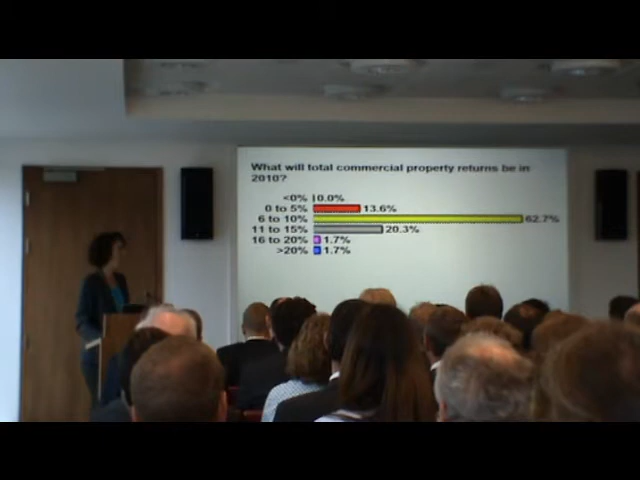 What will total commercial property returns be in
2010?
<0% 0.0%
0 to 5% 13.6%
6 to 10% 62.7%
11 to 15% 20.3%
16 to 20% 1.7%
>20% 1.7%